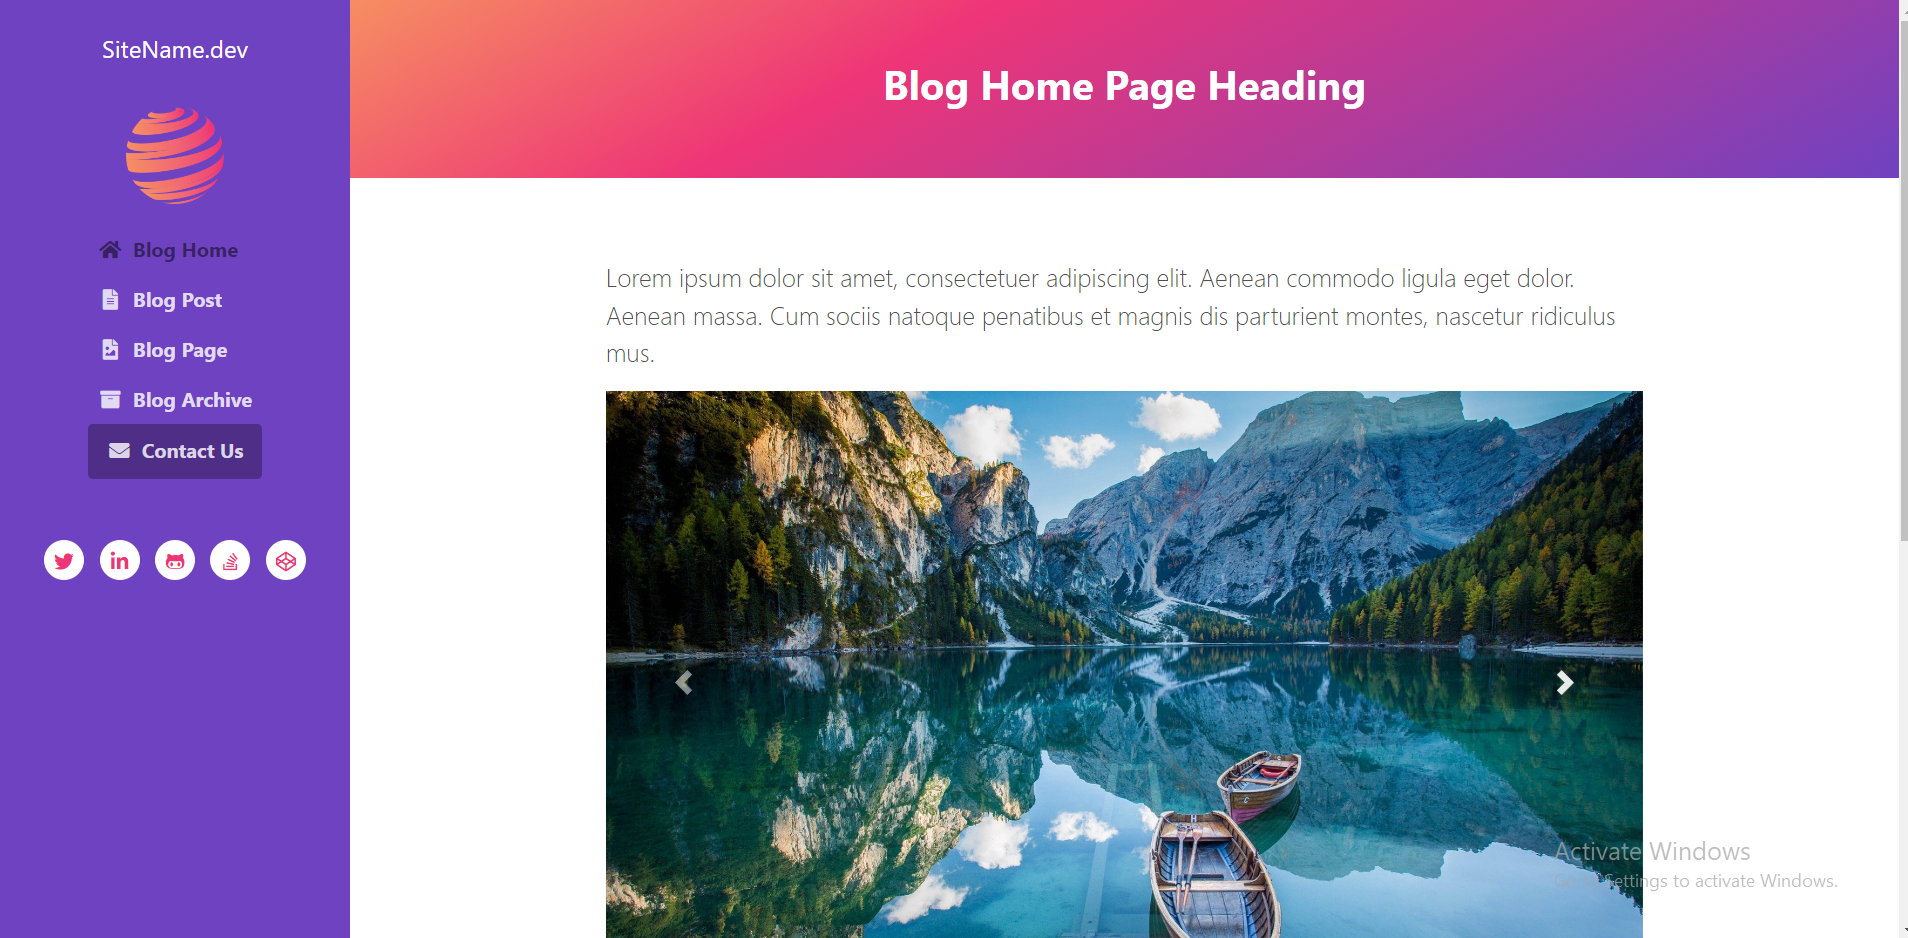 SiteName.dev
Blog Home
Blog Post
Blog Page
Blog Archive
Contact Us
in
Blog Home Page Heading
Lorem ipsum dolor sit amet, consectetuer adipiscing elit. Aenean commodo ligula eget dolor.
Aenean massa. Cum sociis natoque penatibus et magnis dis parturient montes, nascetur ridiculus
mus.
Activate Windows
Go to Settings to activate Windows.